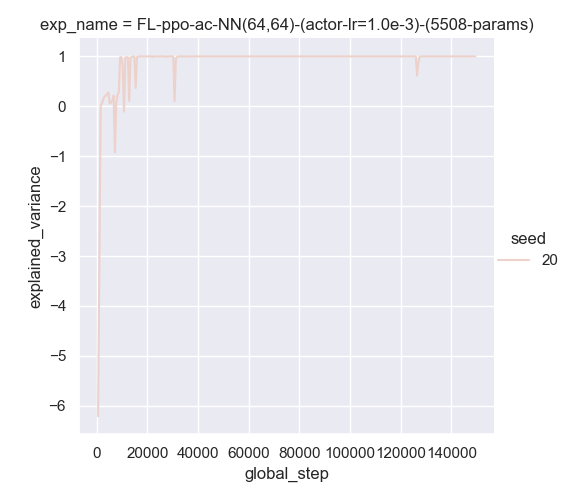 exp_name = FL-ppo-ac-NN(64,64)-(actor-lr=1.0e-3)-(5508-params)
1
0
−1
−2
−3
−4
−5
−6
explained_variance
0 20000 40000 60000 80000 100000 120000 140000
global_step
seed
20